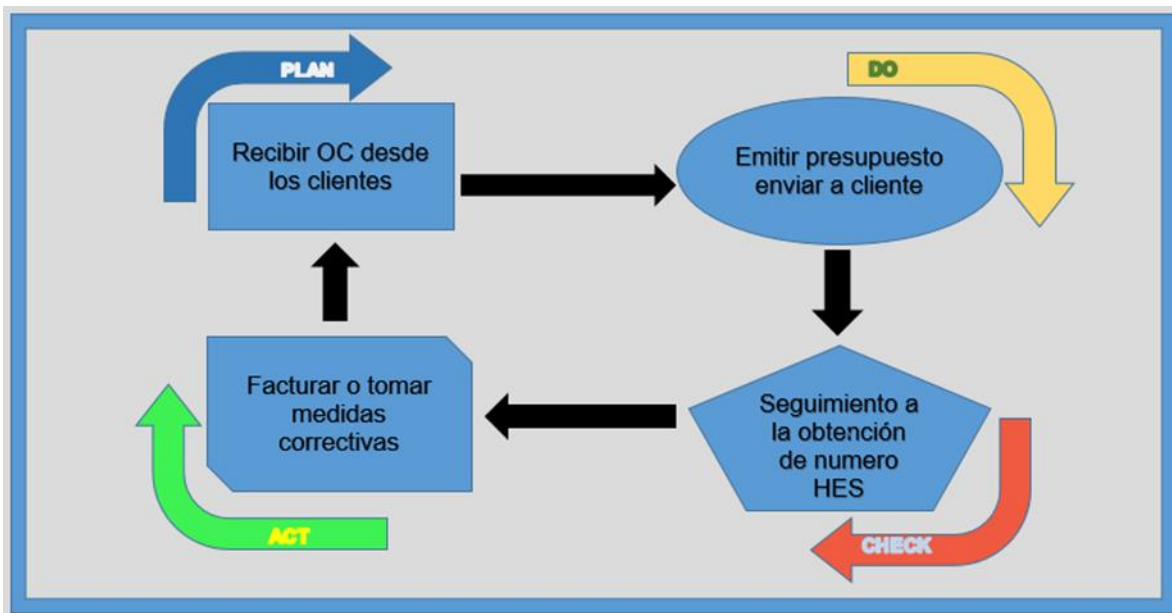 PLAN
Recibir OC desde
los clientes
DO
Emitir presupuesto
enviar a cliente
Seguimiento a
la obtención
de numero
HES
CHECK
Facturar o tomar
medidas
correctivas
ACT